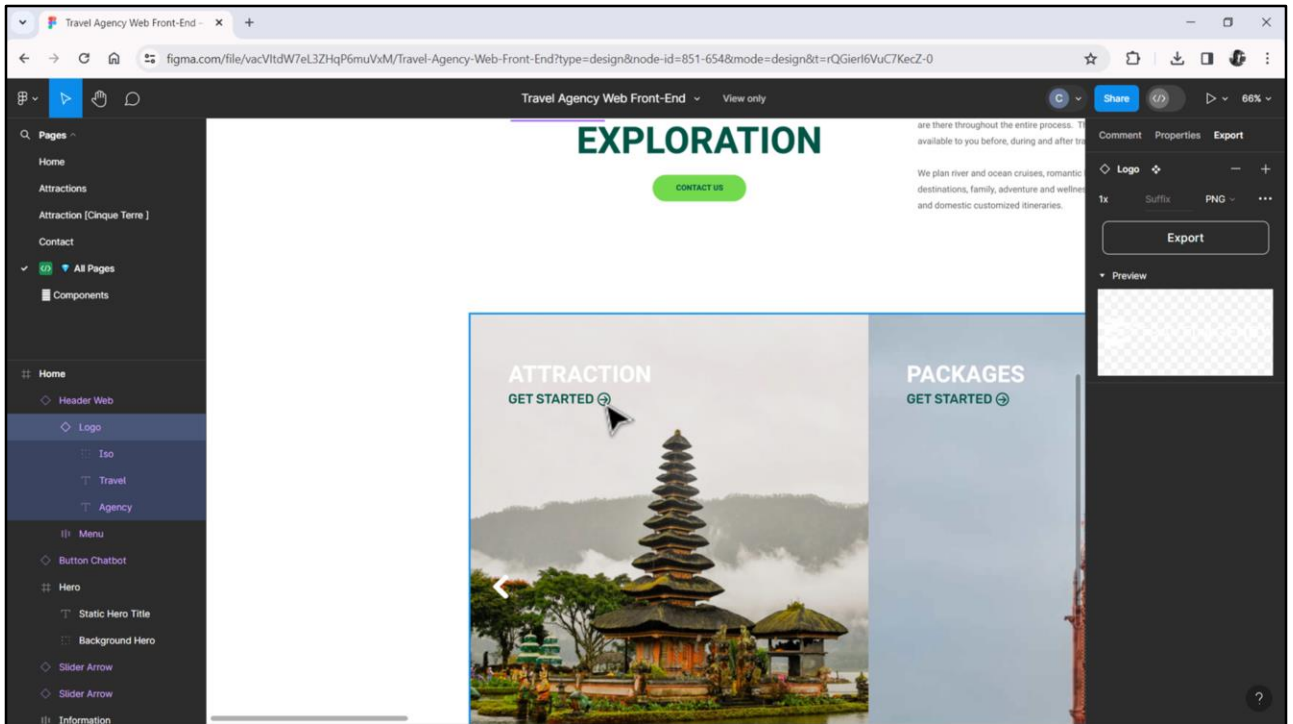 Travel Agency Web Front-End -
figma.com/file/vacVItdW7eL3ZHqP6muVxM/Travel-Agency-Web-Front-End?type=design&node-id=851-654&mode=design&t=rQGierI6VuC7KecZ-0
Travel Agency Web Front-End
View only
C
Share
66%
Pages
Home
Attractions
Attraction [Cinque Terre ]
Contact
All Pages
Components
Home
Header Web
Logo
Iso
Travel
Agency
Menu
Button Chatbot
Hero
Static Hero Title
Background Hero
Slider Arrow
Slider Arrow
Information
EXPLORATION
CONTACT US
are there throughout the entire process.
available to you before, during and after
We plan river and ocean cruises, romantic
destinations, family, adventure and wellness
and domestic customized itineraries.
ATTRACTION
GET STARTED
PACKAGES
GET STARTED
Comment Properties Export
Logo
1x Suffix PNG
Export
Preview
?